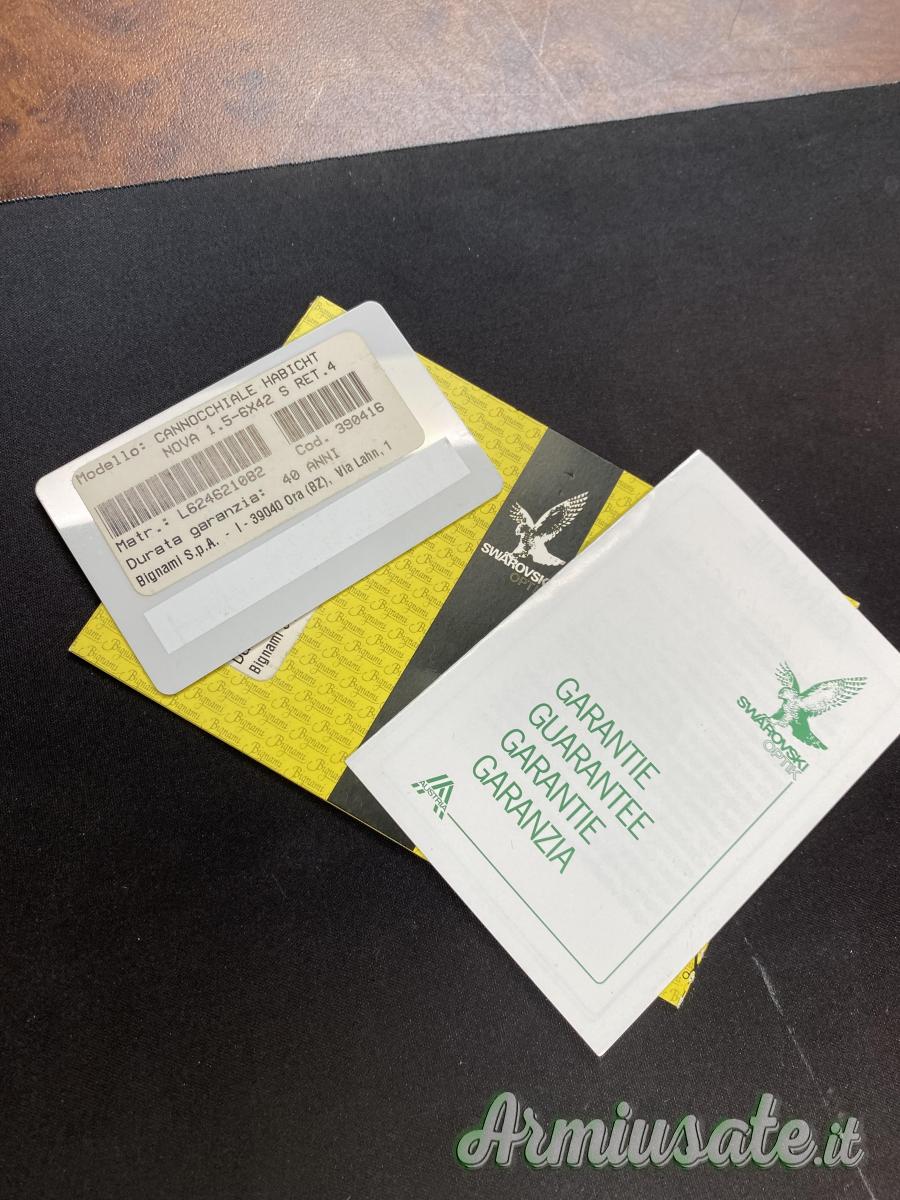 Modello: CANNOCCHIALE HABICHT
NOVA 1.5-6X42 S RET.4
Matr.: L624621082 Cod. 390416
Durata garanzia: 40 ANNI
Bignami S.p.A. - I - 39040 Ora (BZ), Via Lahn, 1
Bignami
SWAROVSKI
OPTIK
GARANTIE
GUARANTEE
GARANTIE
GARANZIA
SWAROVSKI
OPTIK
AUSTRIA
Armiusate.it